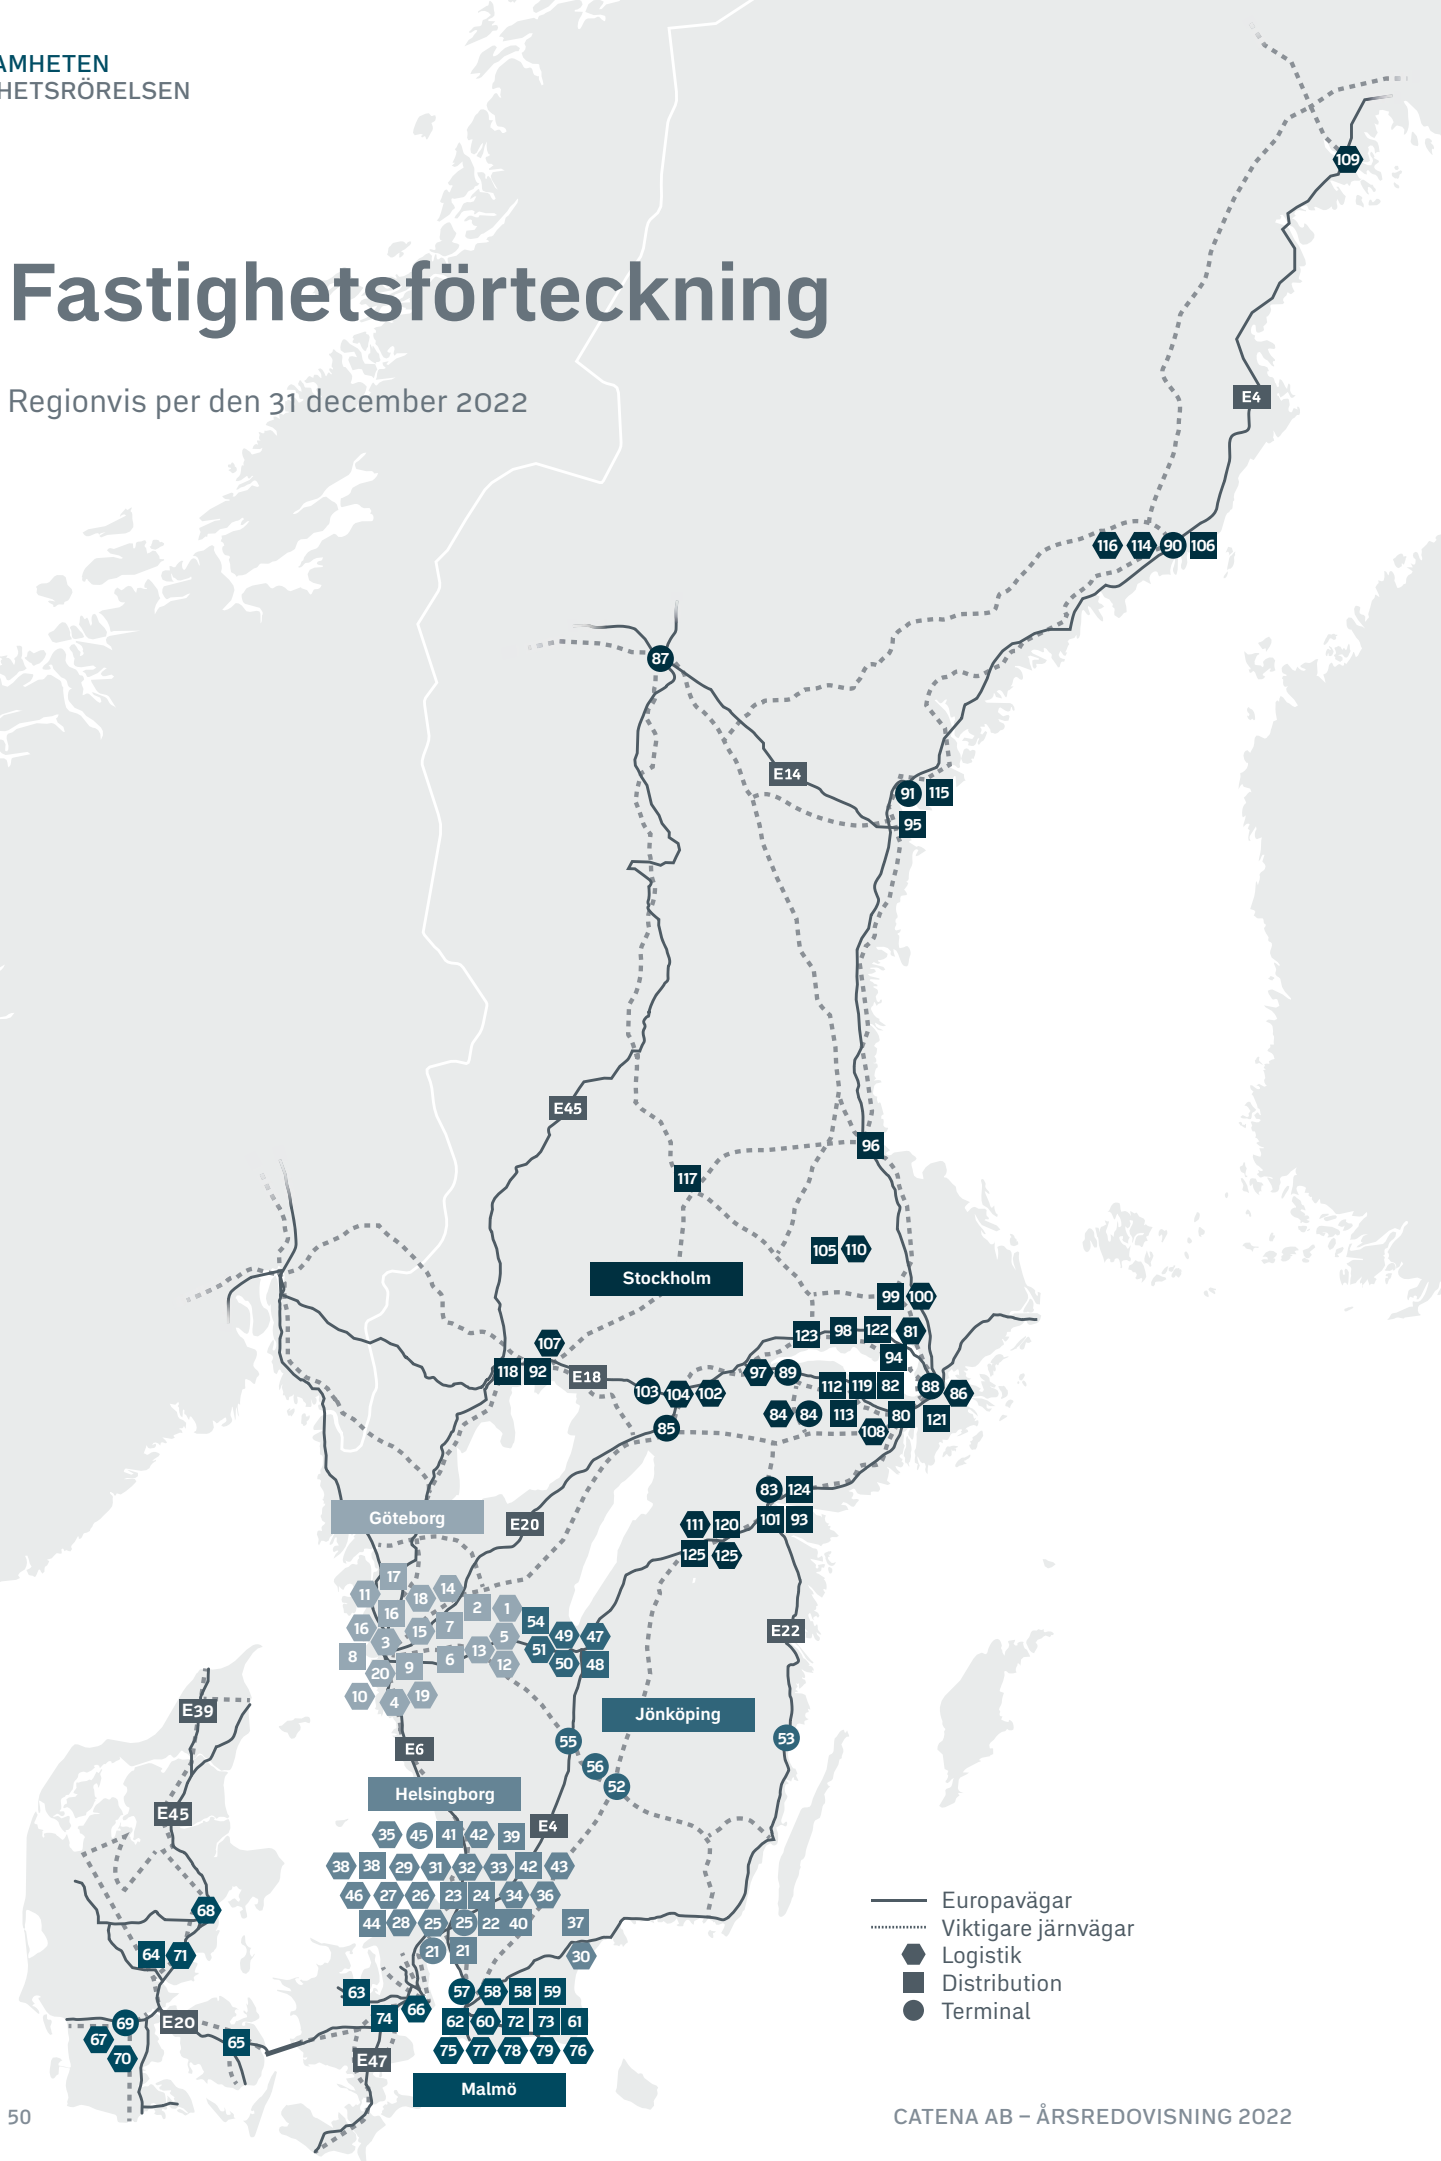 AMHETEN
HETSRÖRELSEN
109
Fastighetsförteckning
Regionvis per den 31 december 2022
E4
116 114 90 106
87
E14
91 115
95
E45
96
117
105 110
Stockholm
99 100
123 98 122 81
107
94
118 92 E18
97 89
103 104 102
112 119 82 88 86
84 84 113 80 121
85
108
83 124
Göteborg
E20
111 120 101 93
125 125
17
11 18 14
16 2 1
16 15 7 54
3 5 49 47
E22
8 6 13 51
20 9 12 50 48
10 4 19
E39
Jönköping
55
53
E6
56
52
Helsingborg
E45
E4
35 45 41 42 39
38 38 29 31 32 33 42 43
46 27 26 23 24 34 36
68
Europavägar
44 28 25 25 22 40 37
Viktigare järnvägar
64 71
21 21 30
Logistik
63
57 58 58 59
Distribution
66
Terminal
69 E20
74
62 60 72 73 61
67
65
70
E47
75 77 78 79 76
Malmö
50
CATENA AB – ÅRSREDOVISNING 2022